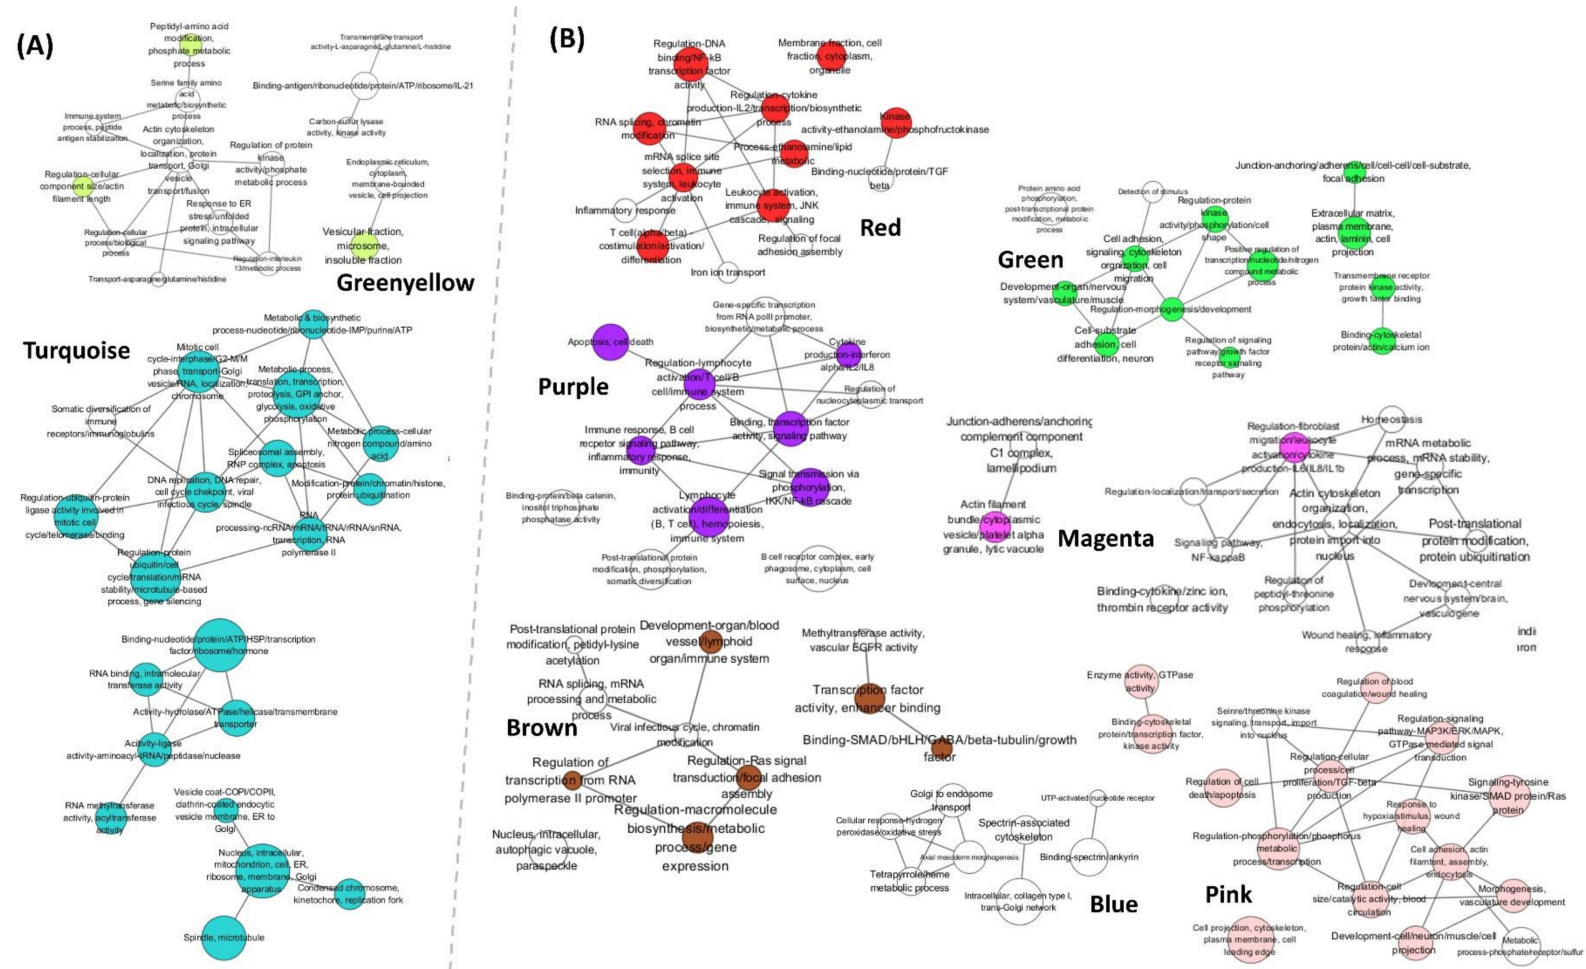 (A)
Peptidyl-amino acid
modification,
phosphate metabolic
process
Transmembrane transport
activity-L-asparagine/L-glutamine/L-histidine
Serine family amino
acid
metabolic/biosynthetic
process
Binding-antigen/ribonucleotide/protein/ATP/ribosome/IL-21
Immune system
process, peptide
antigen stabilization
Carbon-sulfur lysase
activity, kinase activity
Actin cytoskeleton
organization,
localization, protein
transport, Golgi
vesicle
transport/fusion
Regulation of protein
kinase
activity/phosphate
metabolic process
Endoplasmic reticulum,
cytoplasm,
membrane-bounded
vesicle, cell projection
Regulation-cellular
component size/actin
filament length
Response to ER
stress/unfolded
protein, intracellular
signaling pathway
Regulation-cellular
process/biological
process
Vesicular fraction,
microsome,
insoluble fraction
Regulation-interleukin
13/metabolic process
Transport-asparagine/glutamine/histidine
Greenyellow
Turquoise
Metabolic & biosynthetic
process-nucleotide/ribonucleotide-IMP/purine/ATP
Mitotic cell
cycle-interphase/G2-M/M
phase, transport-Golgi
vesicle/RNA, localization,
chromosome
Metabolic process,
translation, transcription,
proteolysis, GPI anchor,
glycolysis, oxidative
phosphorylation
Somatic diversification of
immune
receptors/immunoglobulins
Metabolic process-cellular
nitrogen compound/amino
acid
Spliceosomal assembly,
RNP complex, apoptosis
DNA replication, DNA repair,
cell cycle chekpoint, viral
infectious cycle, spindle
Modification-protein/chromatin/histone,
protein ubiquitination
Regulation-ubiquitin-protein
ligase activity involved in
mitotic cell
cycle/telomerase/binding
RNA
processing-ncRNA/mRNA/tRNA/rRNA/snRNA,
transcription, RNA
polymerase II
Regulation-protein
ubiquitin/cell
cycle/translation/mRNA
stability/microtubule-based
process, gene silencing
Binding-nudeotide/protein/ATP/HSP/transcription
factor/ribosome/hormone
RNA binding, intramolecular
transferase activity
Activity-hydrolase/ATPase/helicase/transmembrane
transporter
Acitivity-ligase
activity-aminoacyl-tRNA/peptidase/nuclease
RNA methyltransferase
activity, acyltransferase
activity
Vesicle coat-COPI/COPII,
clathrin-coated endocytic
vesicle membrane, ER to
Golgi
Nucleus, intracellular,
mitochondrion, cell, ER,
ribosome, membrane, Golgi
apparatus
Condensed chromosome,
kinetochore, replication fork
Spindle, microtubule
(B)
Regulation-DNA
binding/NF-kB
transcription factor
activity
Membrane fraction, cell
fraction, cytoplasm,
organelle
Regulation-cytokine
production-IL2/transcription/biosynthetic
process
RNA splicing, chromatin
modification
Kinase
activity-ethanolamine/phosphofructokinase
Process-ethanolamine/lipid
metabolic
mRNA splice site
selection, immune
system, leukocyte
activation
Binding-nucleotide/protein/TGF
beta
Leukocyte activation,
immune system, JNK
cascade, signaling
Inflammatory response
T cell(alpha/beta) -
costimulation/activation/
differentiation
Regulation of focal
adhesion assembly
Iron ion transport
Red
Purple
Gene-specific transcription
from RNA polII promoter,
biosynthetic/metabolic process
Apoptosis, cell death
Cytokine
production-interferon
alpha/IL2/IL8
Regulation-lymphocyte
activation/T cell/B
cell/immune system
process
Regulation of
nucleocytoplasmic transport
Immune response, B cell
recpetor signaling pathway,
inflammatory response,
immunity
Binding, transcription factor
activity, signaling pathway
Signal transmission via
phosphorylation,
IKK/NF-kB cascade
Binding-protein/beta catenin,
inositol triphosphate
phosphatase activity
Lymphocyte
activation/differentiation
(B, T cell), hemopoiesis,
immune system
Post-translational protein
modification, phosphorylation,
somatic diversification
B cell receptor complex, early
phagosome, cytoplasm, cell
surface, nucleus
Green
Protein amino acid
phosphorylation,
post-transcriptional protein
modification, metabolic
process
Detection of stimulus
Junction-anchoring/adherens/cell/cell-cell/cell-substrate,
focal adhesion
Regulation-protein
kinase
activity/phosphorylation/cell
shape
Extracellular matrix,
plasma membrane,
actin, laminin, cell
projection
Cell adhesion,
signaling, cytoskeleton
orgnization, cell
migration
Positive regulation of
transcription/nucleotide/nitrogen
compound metabolic
process
Development-organ/nervous
system/vasculature/muscle
Regulation-morphogenesis/development
Transmembrane receptor
protein kinase activity,
growth factor binding
Cell-substrate
adhesion, cell
differentiation, neuron
Regulation of signaling
pathway/growth factor
receptor signaling
pathway
Binding-cytoskeletal
protein/actin/calcium ion
Junction-adherens/anchoring
complement component
C1 complex,
lamellipodium
Actin filament
bundle/cytoplasmic
vesicle/platelet alpha
granule, lytic vacuole
Magenta
Homeostasis
Regulation-fibroblast
migration/leukocyte
activation/cytokine
production-IL6/IL8/IL1b
mRNA metabolic
process, mRNA stability,
gene-specific
transcription
Regulation-localization/transport/secretion
Actin cytoskeleton
organization,
endocytosis, localization,
protein import into
nucleus
Post-translational
protein modification,
protein ubiquitination
Signaling pathway,
NF-kappaB
Binding-cytokine/zinc ion,
thrombin receptor activity
Regulation of
peptidyl-threonine
phosphorylation
Devlopment-central
nervous system/brain,
vasculogene
Wound healing, inflammatory
response
indi
Brown
Post-translational protein
modification, petidyl-lysine
acetylation
Development-organ/blood
vessel/lymphoid
organ/immune system
RNA splicing, mRNA
processing and metabolic
process
Viral infectious cycle, chromatin
modification
Regulation of
transcription from RNA
polymerase II promoter
Regulation-Ras signal
transduction/focal adhesion
assembly
Regulation-macromolecule
biosynthesis/metabolic
process/gene
expression
Nucleus, intracellular,
autophagic vacuole,
paraspeckle
Methyltransferase activity,
vascular EGFR activity
Transcription factor
activity, enhancer binding
Binding-SMAD/bHLH/GABA/beta-tubulin/growth
factor
Golgi to endosome
transport
Cellular response-hydrogen
peroxide/oxidative stress
Axial mesoderm morphogenesis
Tetrapyrrole/heme
metabolic process
UTP-activated nucleotide receptor
Spectrin-associated
cytoskeleton
Binding-spectrin/ankyrin
Intracellular, collagen type I,
trans-Golgi network
Blue
Pink
Enzyme activity, GTPase
activity
Binding-cytoskeletal
protein/transcription factor,
kinase activity
Regulation of blood
coagulation/wound healing
Seinre/threonine kinase
signaling, transport, import
into nucleus
Regulation-signaling
pathway-MAP3K/ERK/MAPK,
GTPase mediated signal
transduction
Regulation-cellular
process/cell
proliferation/TGF-beta
production
Regulation of cell
death/apoptosis
Signaling-tyrosine
kinase/SMAD protein/Ras
protein
Response to
hypoxia/stimulus, wound
healing
Regulation-phosphorylation/phosphorus
metabolic
process/transcription
Cell adhesion, actin
filamtent, assembly,
endocytosis
Regulation-cell
size/catalytic activity, blood
circulation
Morphogenesis,
vasculature development
Cell projection, cytoskeleton,
plasma membrane, cell
leading edge
Development-cell/neuron/muscle/cell
projection
Metabolic
process-phosphate/receptor/sulfur